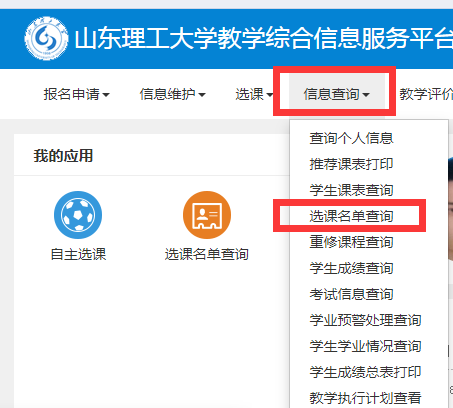 山东理工大学教学综合信息服务平台
报名申请 信息维护 选课 信息查询 教学评价
我的应用
自主选课 选课名单查询
查询个人信息
推荐课表打印
学生课表查询
选课名单查询
重修课程查询
学生成绩查询
考试信息查询
学业预警处理查询
学生学业情况查询
学生成绩总表打印
教学执行计划查看